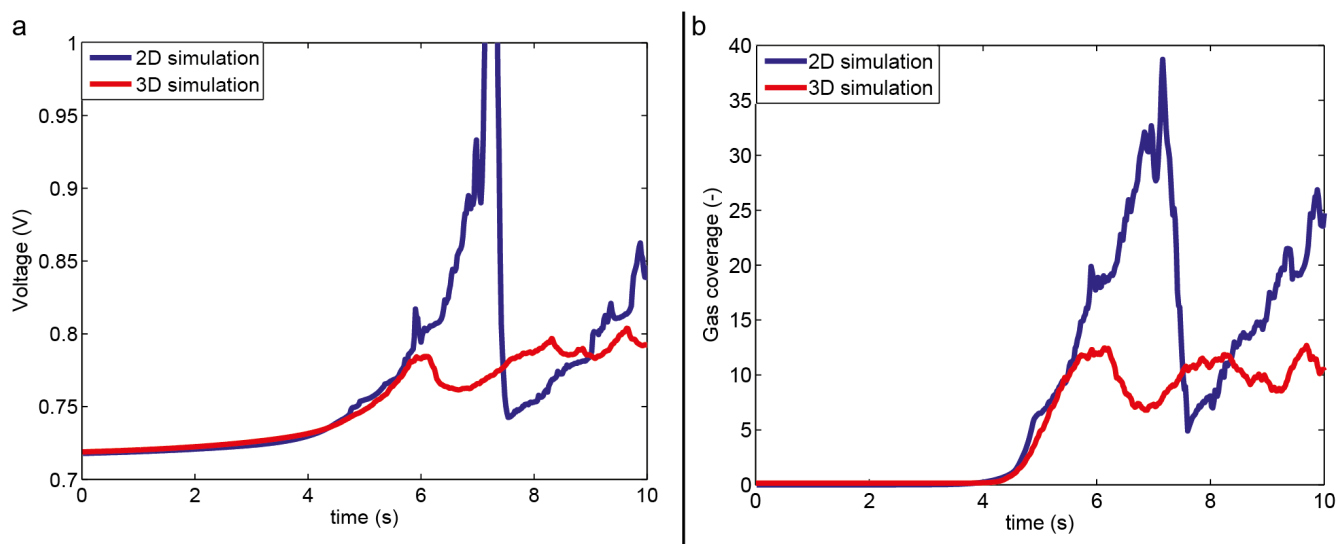 a
1
0.95
0.9
0.85
0.8
0.75
0.7
Voltage (V)
2D simulation
3D simulation
0 2 4 6 8 10
time (s)
b
40
35
30
25
20
15
10
5
0
Gas coverage (-)
2D simulation
3D simulation
0 2 4 6 8 10
time (s)